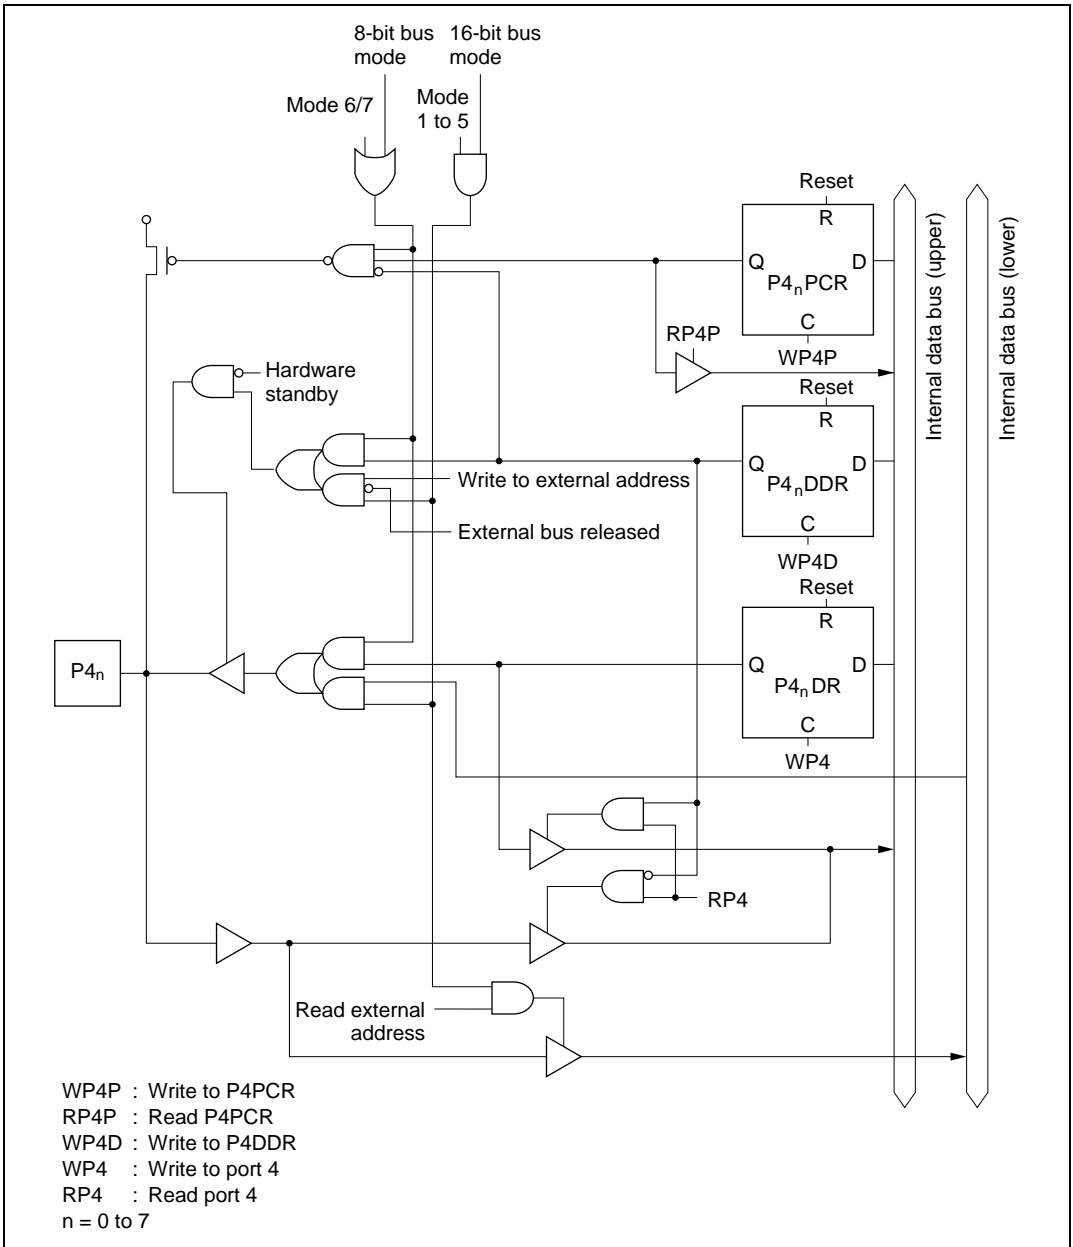 8-bit bus mode
16-bit bus mode
Mode 6/7
Mode 1 to 5
Reset
R
Q
D
P4nPCR
C
WP4P
RP4P
Hardware standby
Reset
R
Q
D
P4nDDR
C
WP4D
Write to external address
External bus released
Reset
R
Q
D
P4nDR
C
WP4
P4n
RP4
Read external address
Internal data bus (upper)
Internal data bus (lower)
WP4P : Write to P4PCR
RP4P : Read P4PCR
WP4D : Write to P4DDR
WP4 : Write to port 4
RP4 : Read port 4
n = 0 to 7